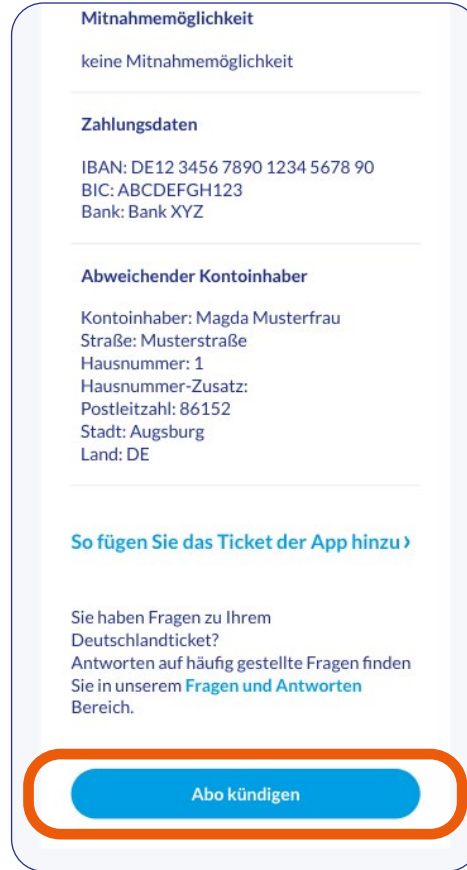 Mitnahmemöglichkeit
keine Mitnahmemöglichkeit
Zahlungsdaten
IBAN: DE12 3456 7890 1234 5678 90
BIC: ABCDEFGH123
Bank: Bank XYZ
Abweichender Kontoinhaber
Kontoinhaber: Magda Musterfrau
Straße: Musterstraße
Hausnummer: 1
Hausnummer-Zusatz:
Postleitzahl: 86152
Stadt: Augsburg
Land: DE
So fügen Sie das Ticket der App hinzu ›
Sie haben Fragen zu Ihrem
Deutschlandticket?
Antworten auf häufig gestellte Fragen finden
Sie in unserem Fragen und Antworten
Bereich.
Abo kündigen